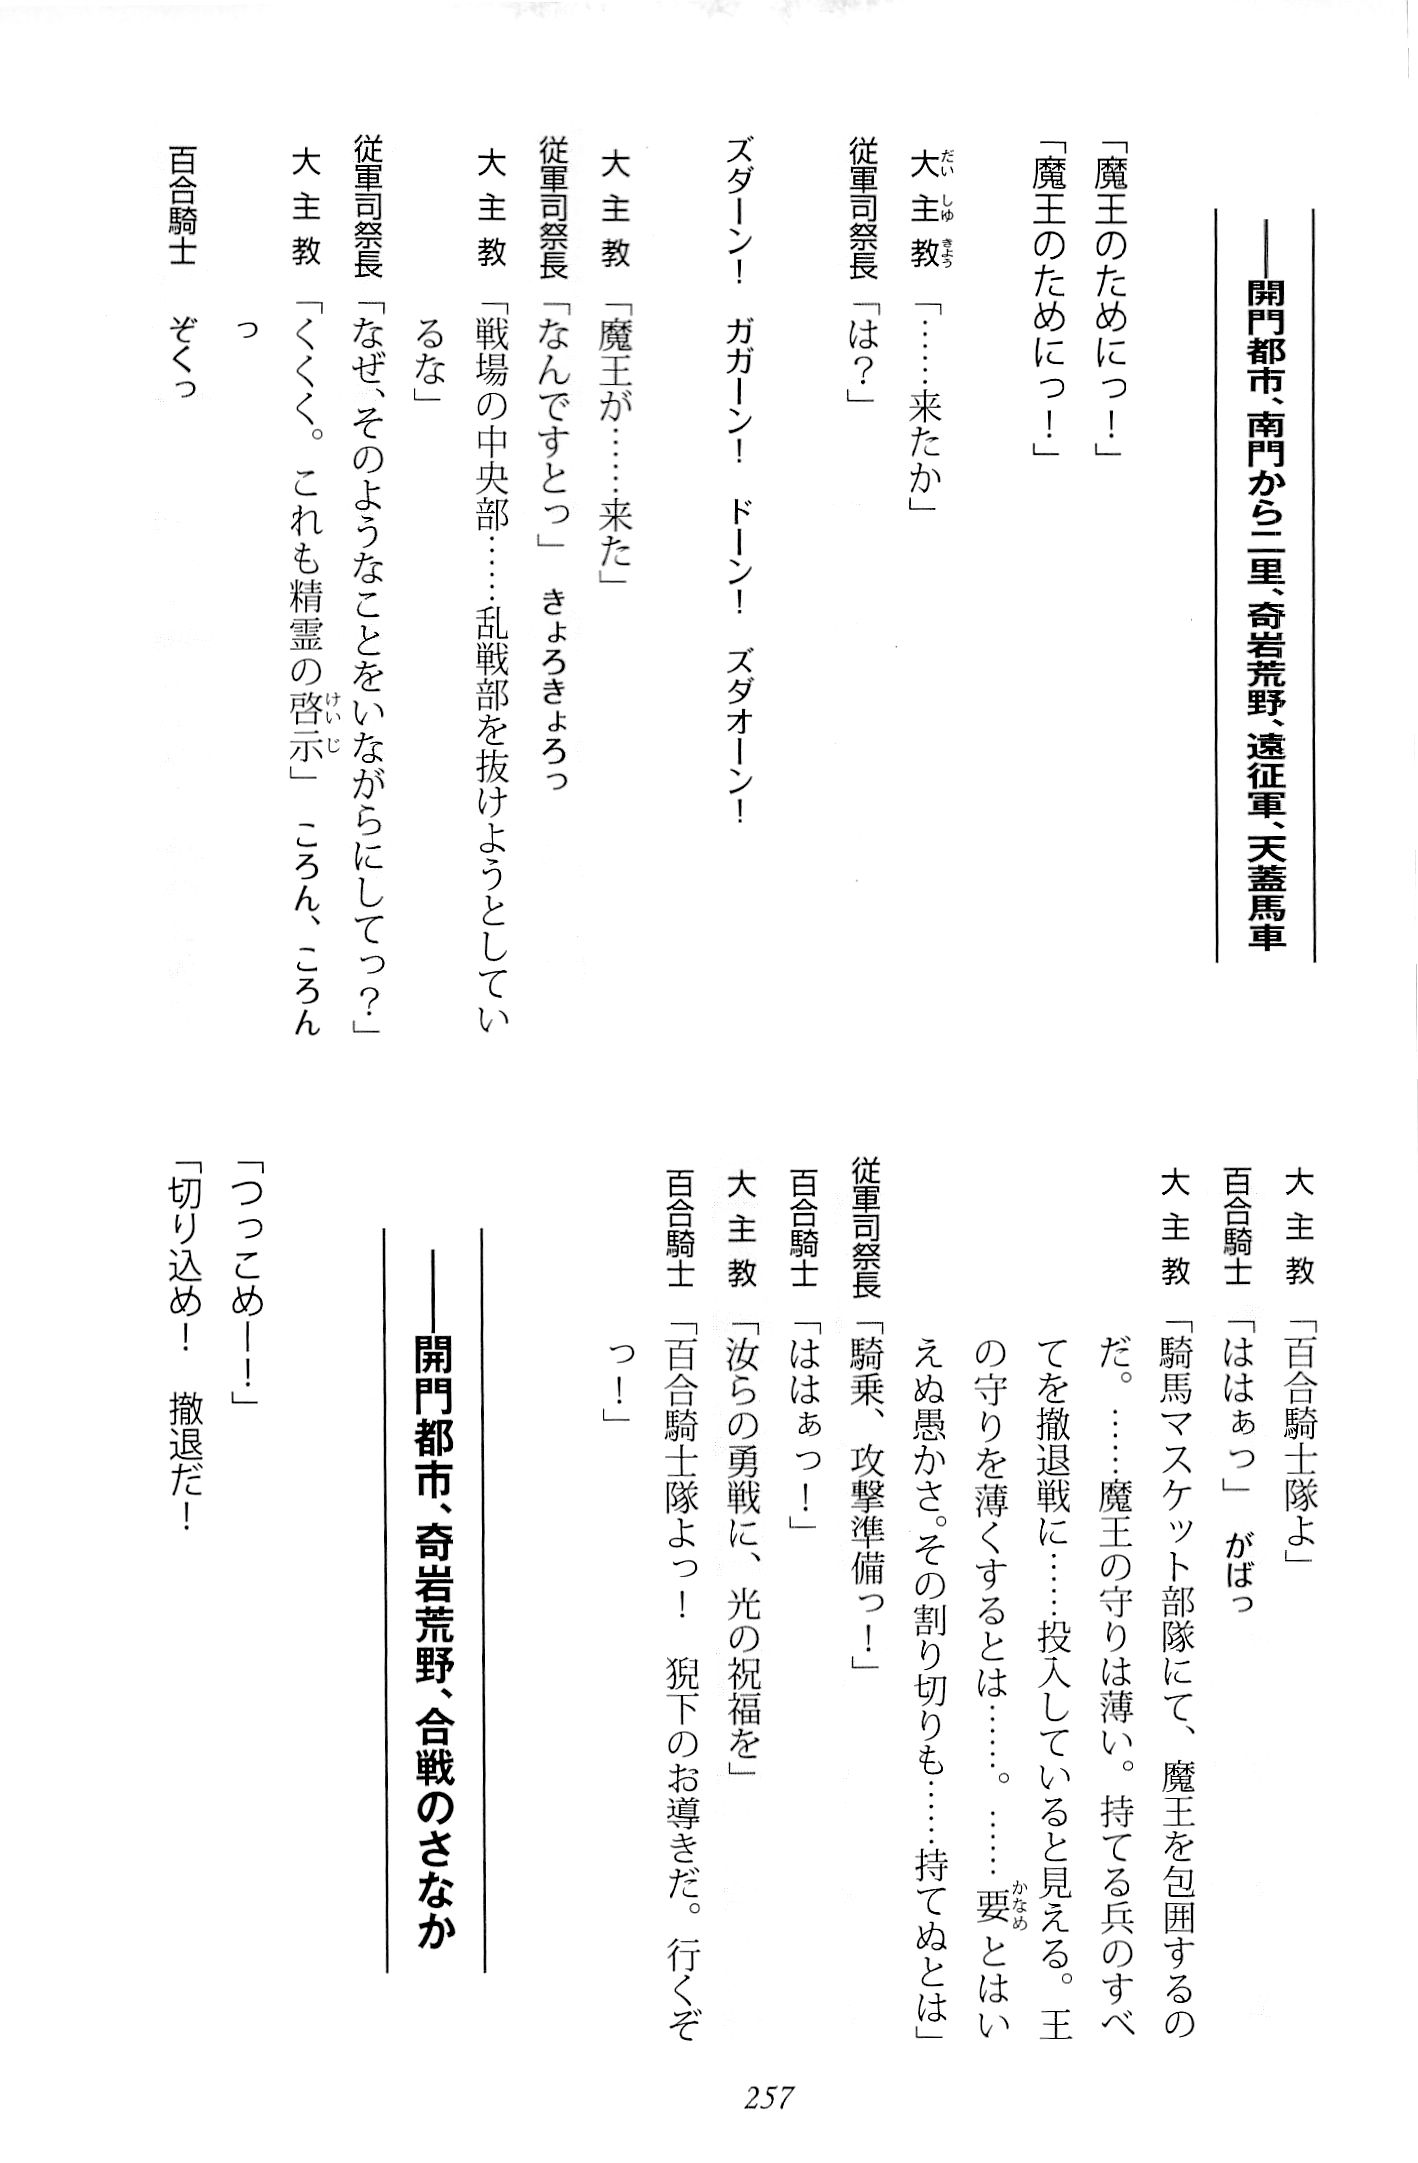 ――開門都市、南門から二里、奇岩荒野、遠征軍、天蓋馬車
「魔王のためにっ！」
「魔王のためにっ！」
大主教「……来たか」
従軍司祭長「は？」
ズダーン！　ガガーン！　ドーン！　ズダオーン！
大主教「魔王が……来た」
従軍司祭長「なんですとっ」　きょろきょろっ
大主教「戦場の中央部……乱戦部を抜けようとしてい
るな」
従軍司祭長「なぜ、そのようなことをいながらにしてっ？」
大主教「くくく。これも精霊の啓示」　ころん、ころん
っ
百合騎士　ぞくっ
大主教「百合騎士隊よ」
百合騎士「ははぁっ」　がばっ
大主教「騎馬マスケット部隊にて、魔王を包囲するの
だ。……魔王の守りは薄い。持てる兵のすべ
てを撤退戦に……投入していると見える。王
の守りを薄くするとは……。……要とはい
えぬ愚かさ。その割り切りも……持てぬとは」
従軍司祭長「騎乗、攻撃準備っ！」
百合騎士「ははぁっ！」
大主教「汝らの勇戦に、光の祝福を」
百合騎士「百合騎士隊よっ！　猊下のお導きだ。行くぞ
っ！」
――開門都市、奇岩荒野、合戦のさなか
「つっこめー！」
「切り込め！　撤退だ！
257